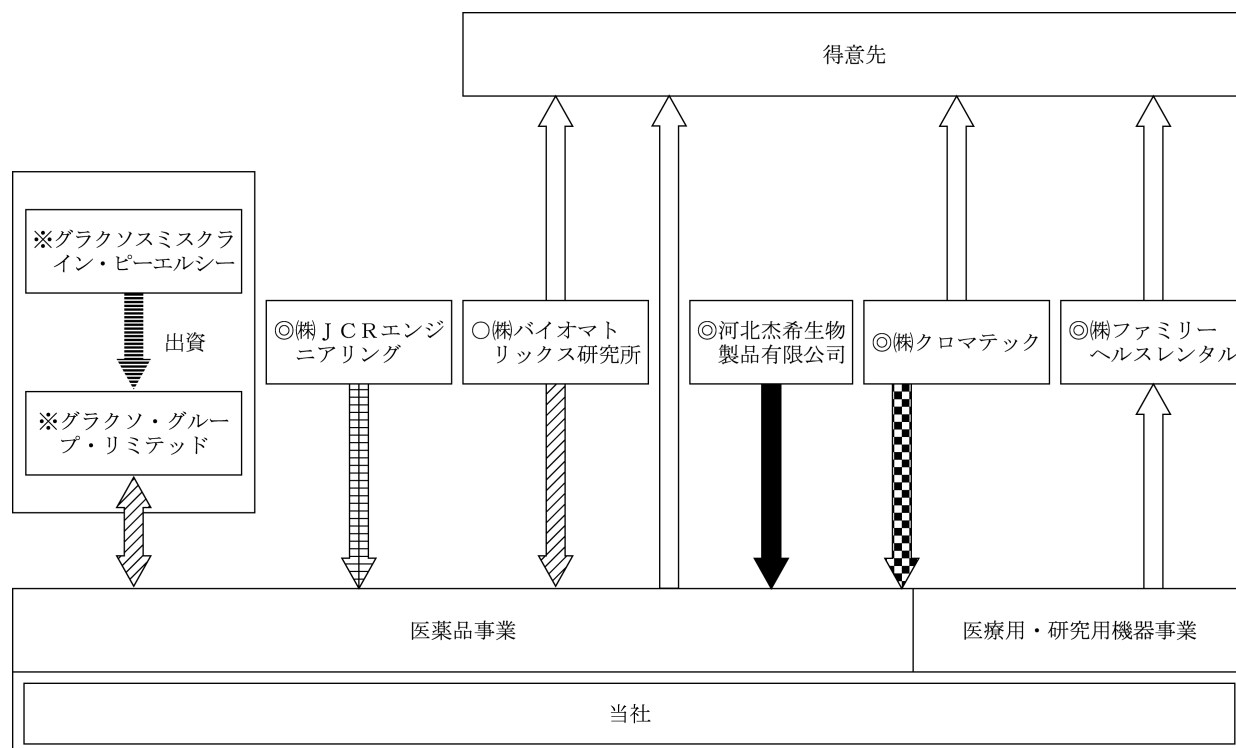 得意先
※グラクソスミスクラ
イン・ピーエルシー
出資
※グラクソ・グルー
プ・リミテッド
◎㈱ＪＣＲエンジ
ニアリング
○㈱バイオマト
リックス研究所
◎河北杰希生物
製品有限公司
◎㈱クロマテック
◎㈱ファミリー
ヘルスレンタル
医薬品事業
医療用・研究用機器事業
当社